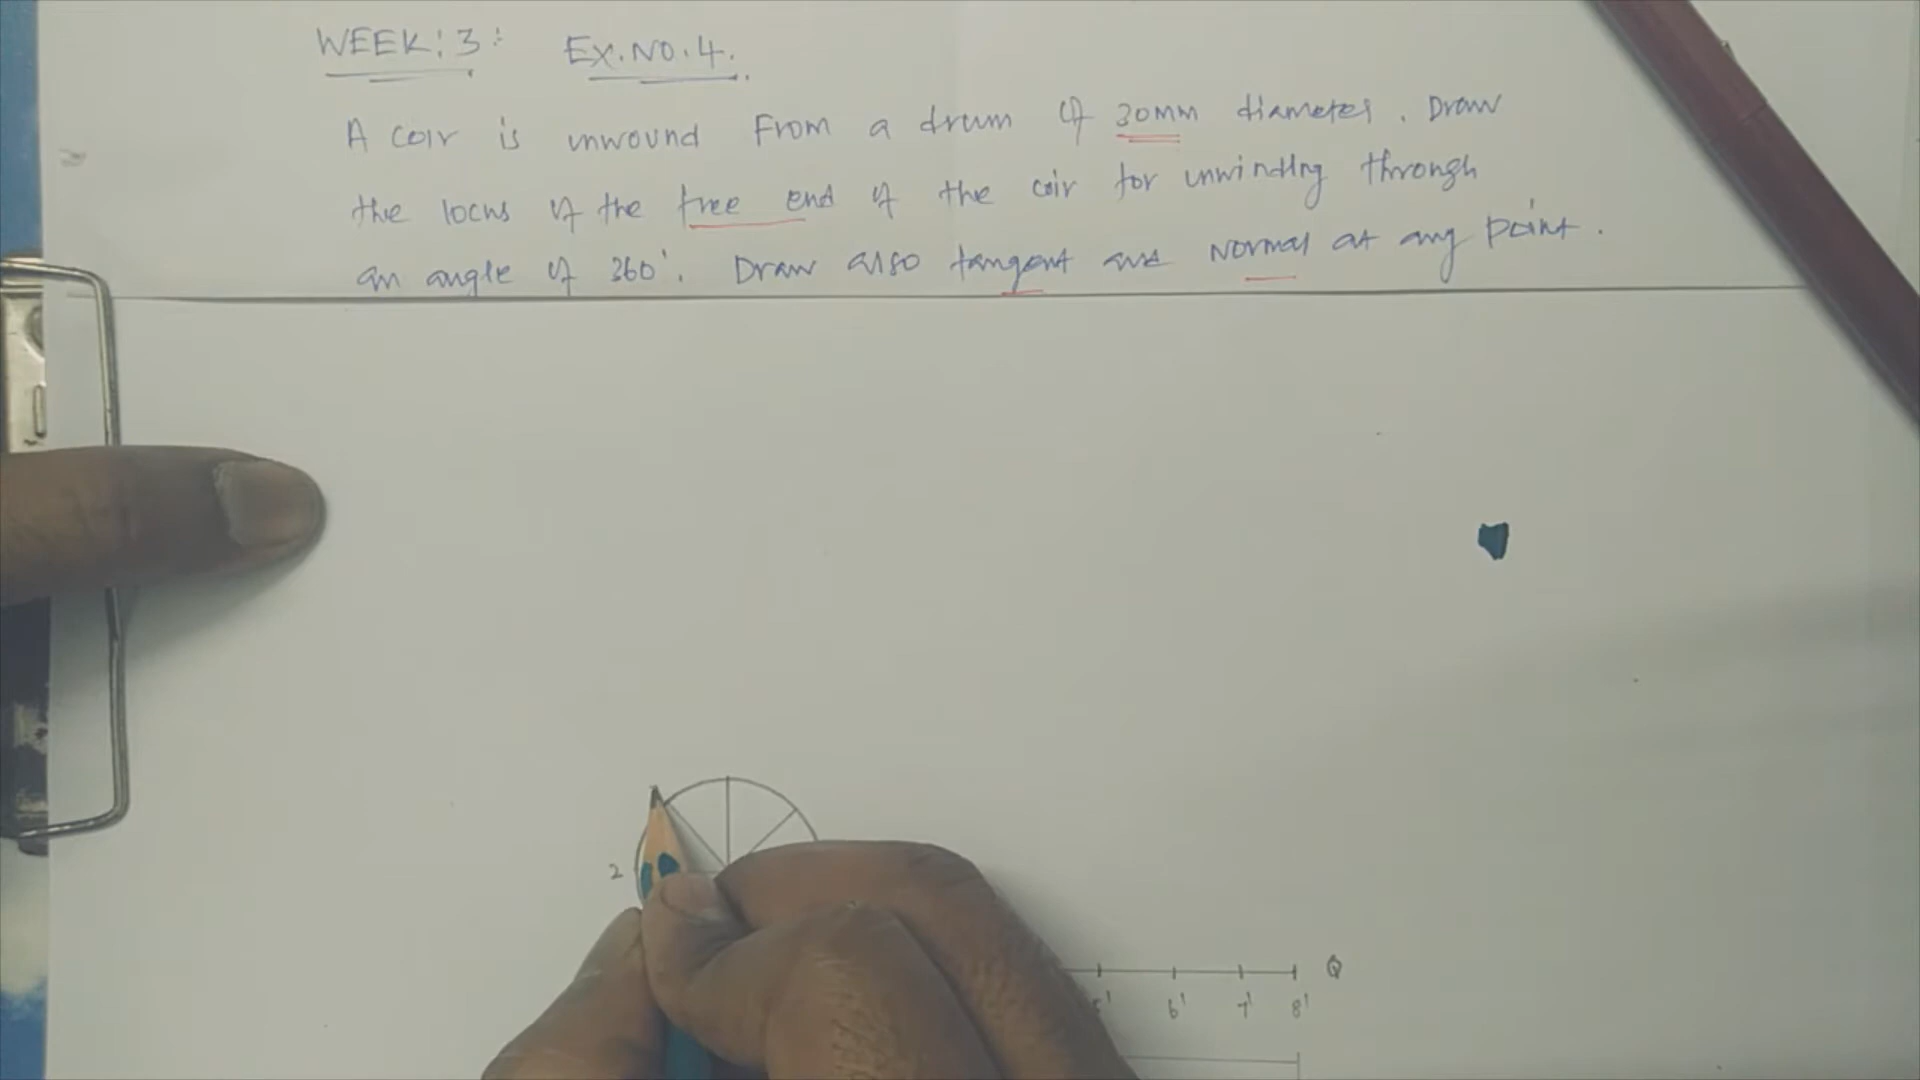 WEEK: 3: Ex.No.4.
A coir is unwound From a drum of 30mm diameter. Draw
the locus of the free end of the coir for unwinding through
an angle of 360°. Draw also tangent and Normal at any point.
2
Q
5' 6' 7' 8'